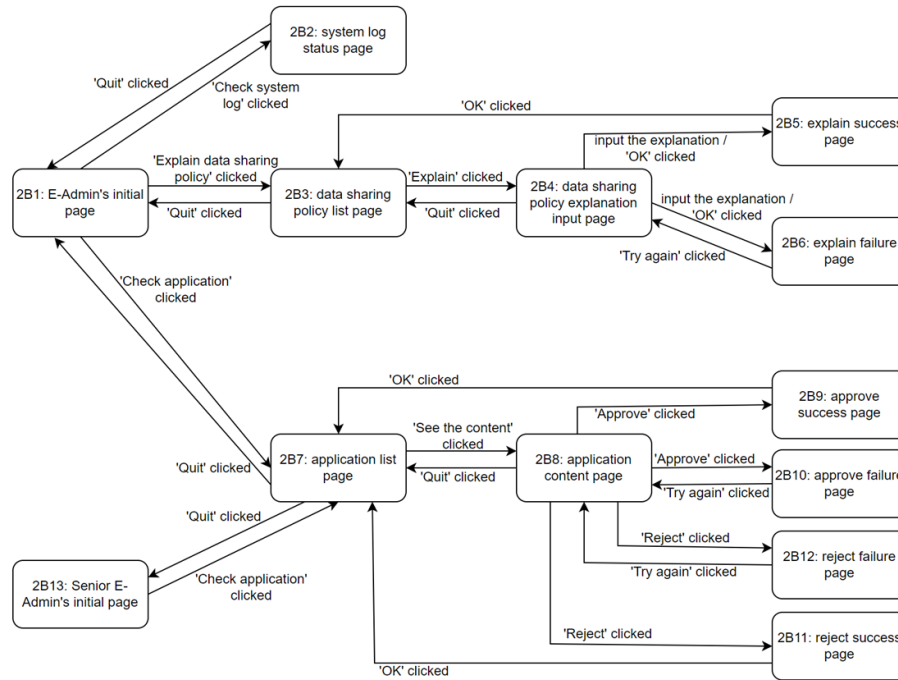 2B2: system log
status page
'Quit' clicked
'Check system
log' clicked
'OK' clicked
2B5: explain success
page
input the explanation /
'OK' clicked
'Explain data sharing
policy' clicked
2B1: E-Admin's initial
page
2B3: data sharing
policy list page
'Explain' clicked
2B4: data sharing
policy explanation
input page
input the explanation /
'OK' clicked
'Quit' clicked
'Quit' clicked
2B6: explain failure
page
'Try again' clicked
'Check application'
clicked
'OK' clicked
2B9: approve
success page
'Approve' clicked
'See the content'
clicked
2B7: application list
page
2B8: application
content page
'Approve' clicked
2B10: approve failure
page
'Quit' clicked
'Quit' clicked
'Try again' clicked
'Quit' clicked
'Reject' clicked
2B12: reject failure
page
'Try again' clicked
2B13: Senior E-
Admin's initial page
'Check application'
clicked
'Reject' clicked
2B11: reject success
page
'OK' clicked